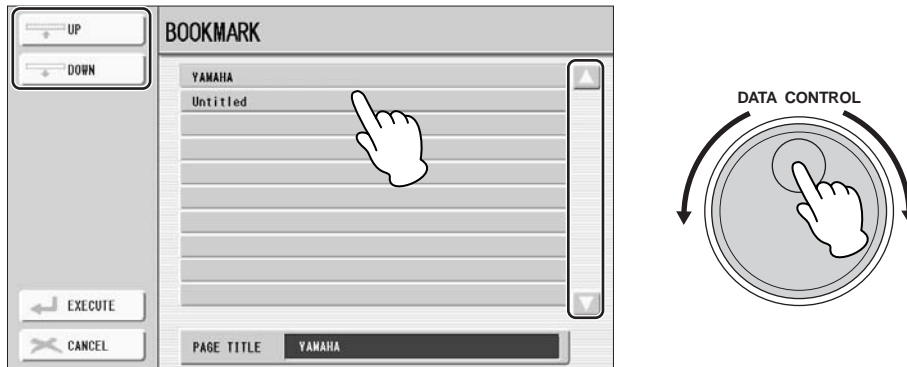 UP
DOWN
BOOKMARK
YAMAHA
Untitled
EXECUTE
CANCEL
PAGE TITLE YAMAHA
DATA CONTROL